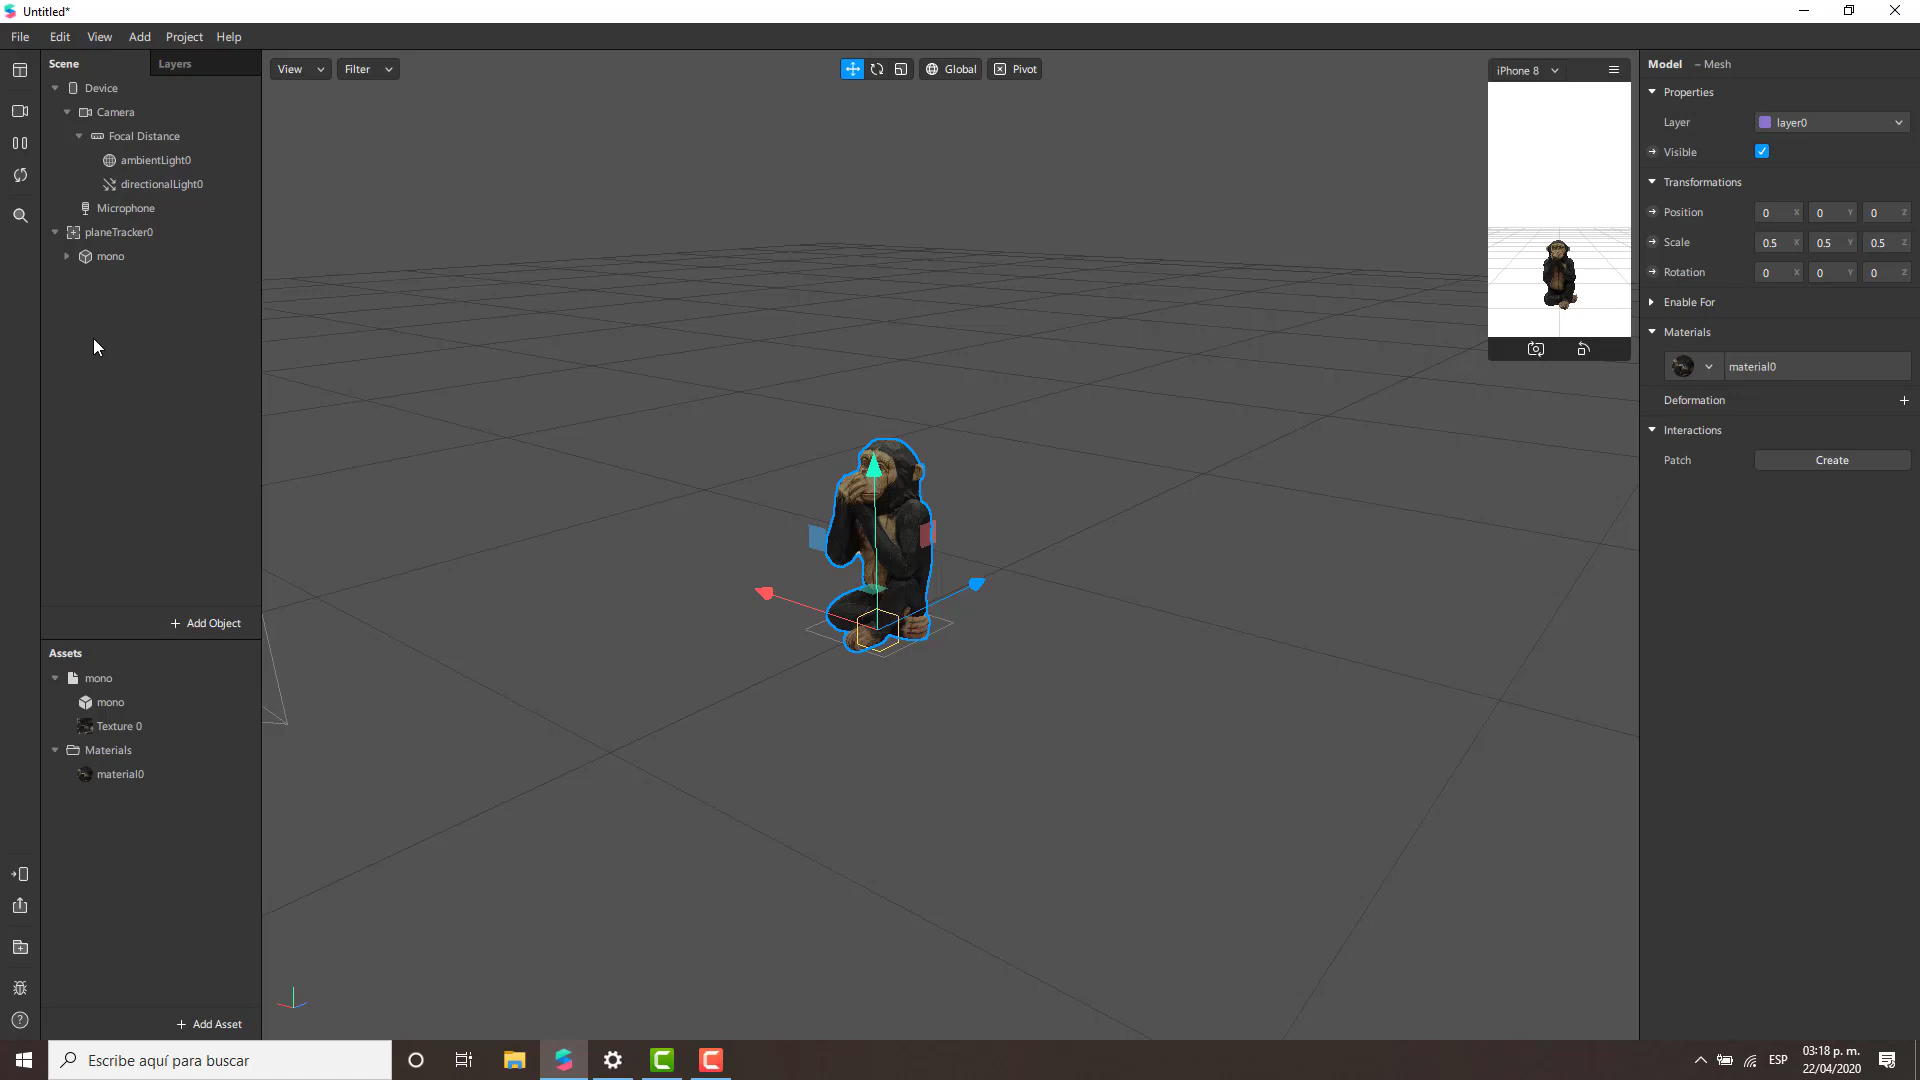 Untitled*
File Edit View Add Project Help
Scene Layers
Device
Camera
Focal Distance
ambientLight0
directionalLight0
Microphone
planeTracker0
mono
+ Add Object
Assets
mono
mono
Texture 0
Materials
material0
+ Add Asset
View Filter
Global Pivot
iPhone 8
Model – Mesh
Properties
Layer layer0
Visible
Transformations
Position 0 X 0 Y 0 Z
Scale 0.5 X 0.5 Y 0.5 Z
Rotation 0 X 0 Y 0 Z
Enable For
Materials
material0
Deformation +
Interactions
Patch Create
Escribe aquí para buscar
ESP
03:18 p. m.
22/04/2020